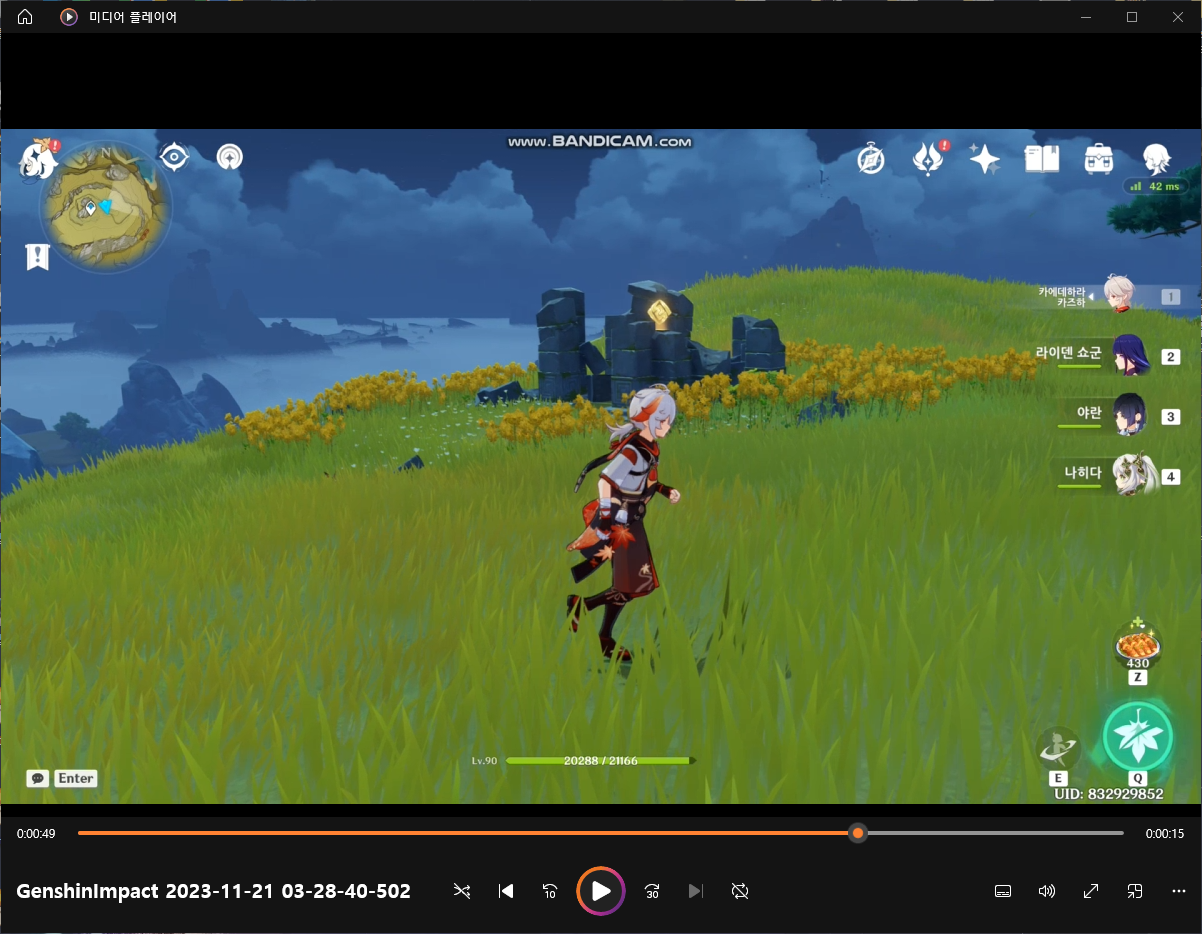 미디어 플레이어
www.BANDICAM.com
N
42 ms
카에데하라
카즈하
1
라이덴 쇼군
2
야란
3
나히다
4
430
Z
Lv.90
20288 / 21166
Enter
E
Q
UID: 832929852
0:00:49
0:00:15
GenshinImpact 2023-11-21 03-28-40-502
10
30